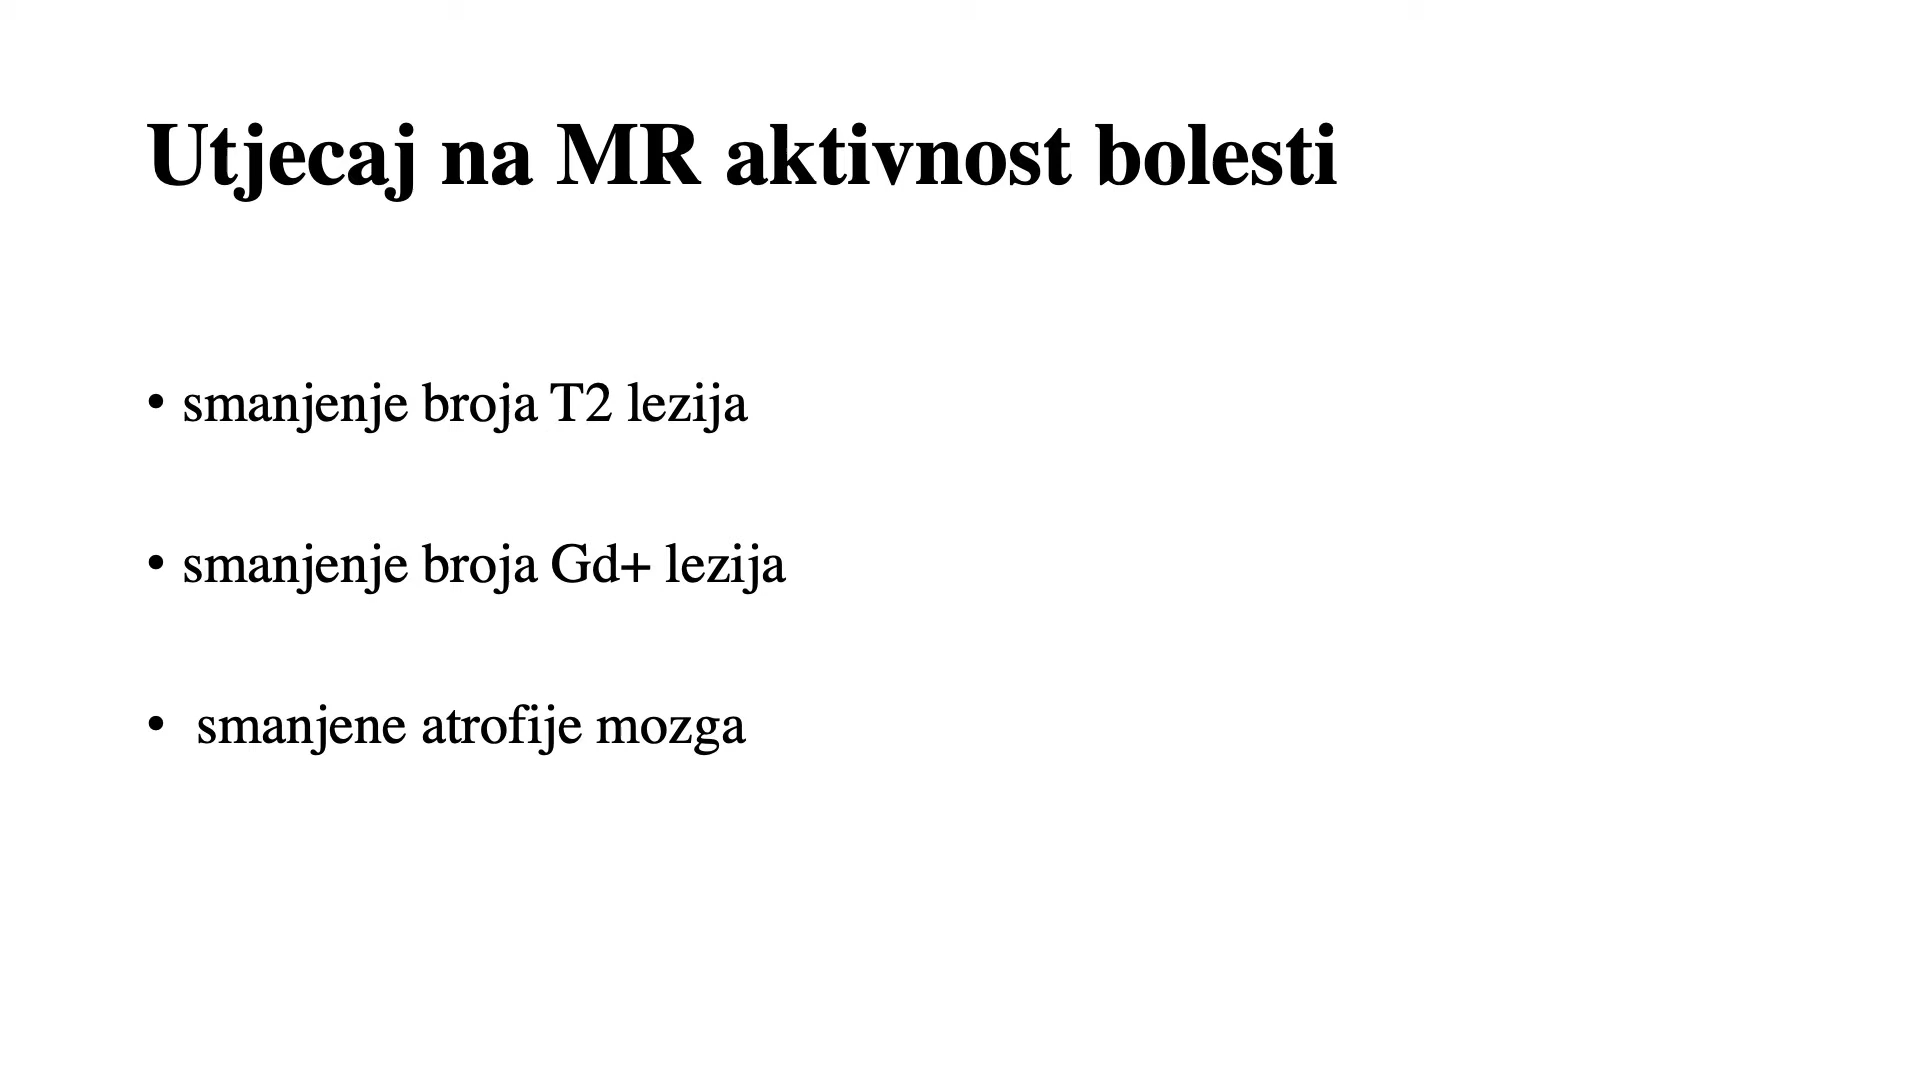 Utjecaj na MR aktivnost bolesti
• smanjenje broja T2 lezija
• smanjenje broja Gd+ lezija
• smanjene atrofije mozga